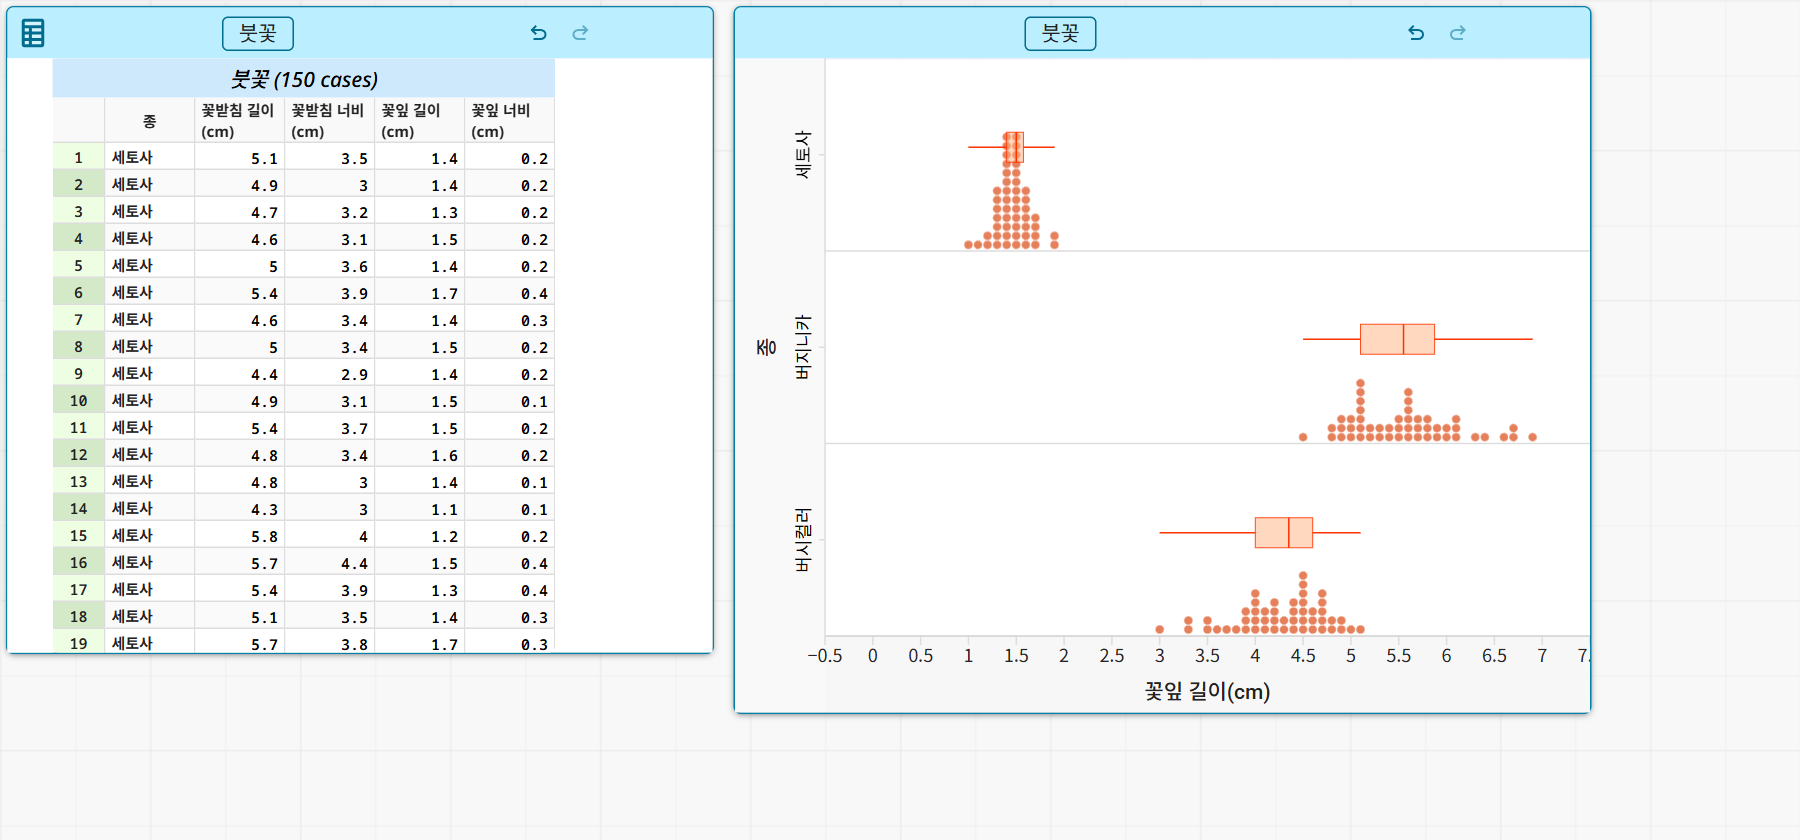 붓꽃
붓꽃 (150 cases)
종 꽃받침 길이 (cm) 꽃받침 너비 (cm) 꽃잎 길이 (cm) 꽃잎 너비 (cm)
1 세토사 5.1 3.5 1.4 0.2
2 세토사 4.9 3 1.4 0.2
3 세토사 4.7 3.2 1.3 0.2
4 세토사 4.6 3.1 1.5 0.2
5 세토사 5 3.6 1.4 0.2
6 세토사 5.4 3.9 1.7 0.4
7 세토사 4.6 3.4 1.4 0.3
8 세토사 5 3.4 1.5 0.2
9 세토사 4.4 2.9 1.4 0.2
10 세토사 4.9 3.1 1.5 0.1
11 세토사 5.4 3.7 1.5 0.2
12 세토사 4.8 3.4 1.6 0.2
13 세토사 4.8 3 1.4 0.1
14 세토사 4.3 3 1.1 0.1
15 세토사 5.8 4 1.2 0.2
16 세토사 5.7 4.4 1.5 0.4
17 세토사 5.4 3.9 1.3 0.4
18 세토사 5.1 3.5 1.4 0.3
19 세토사 5.7 3.8 1.7 0.3
붓꽃
종
세토사
버지니카
버시컬러
−0.5 0 0.5 1 1.5 2 2.5 3 3.5 4 4.5 5 5.5 6 6.5 7 7.
꽃잎 길이(cm)